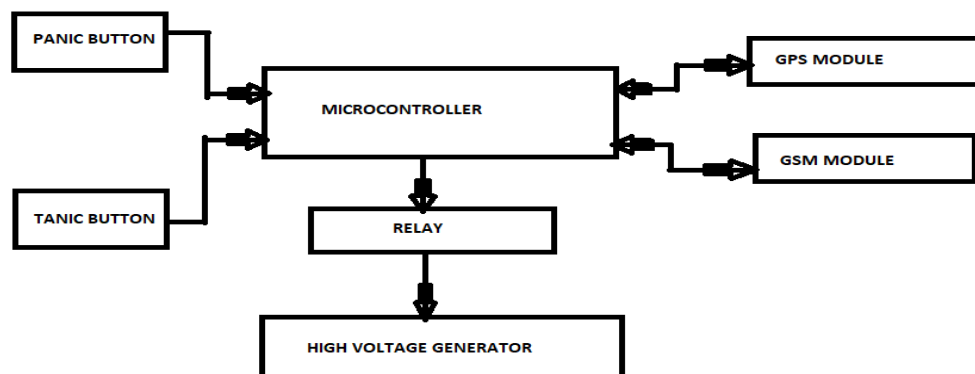 PANIC BUTTON
GPS MODULE
MICROCONTROLLER
GSM MODULE
TANIC BUTTON
RELAY
HIGH VOLTAGE GENERATOR